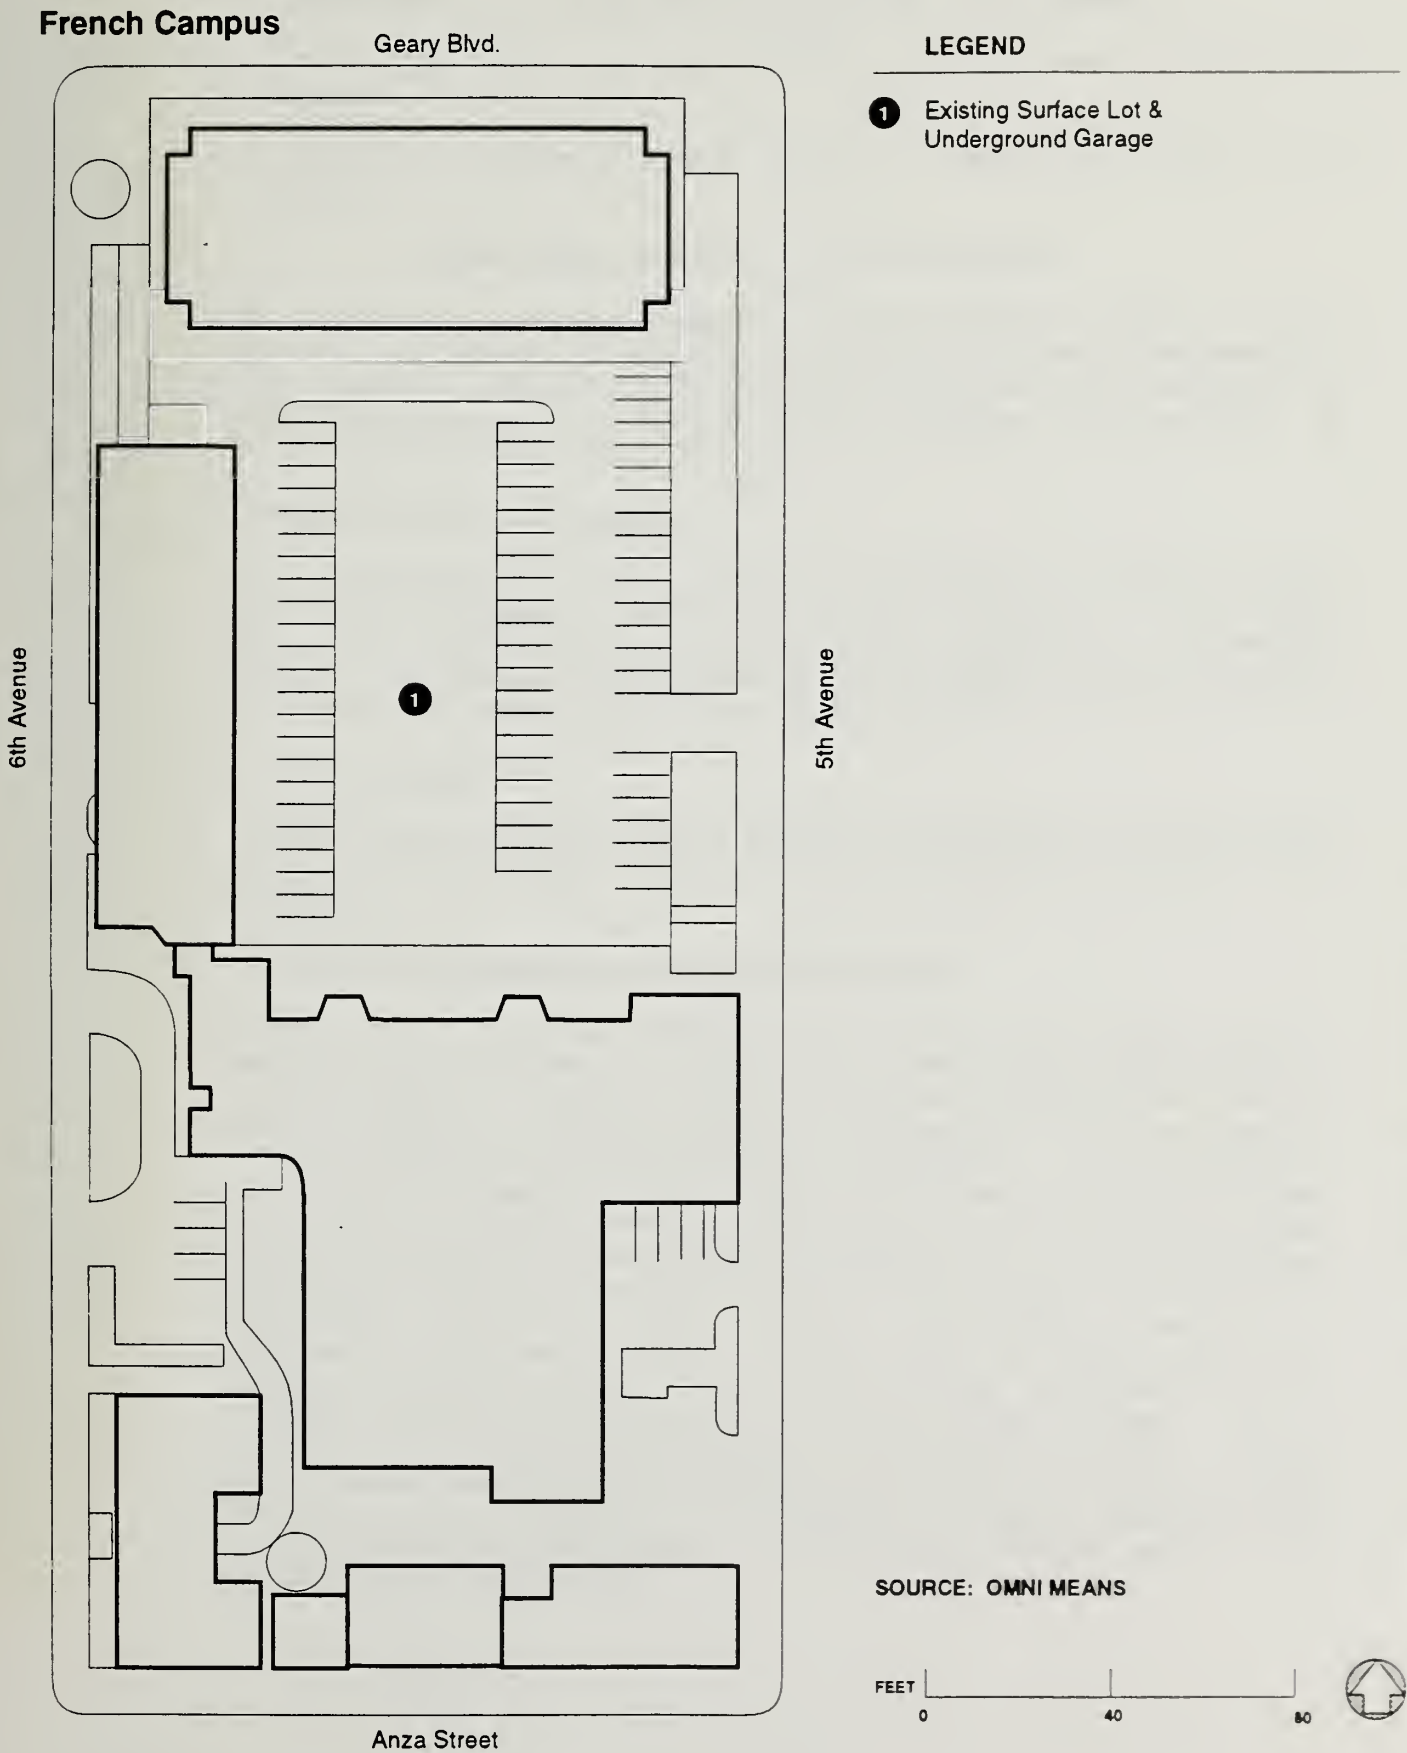 French Campus
Geary Blvd.
LEGEND
1 Existing Surface Lot &
Underground Garage
6th Avenue
1
5th Avenue
SOURCE: OMNI MEANS
FEET
0 40 80
Anza Street